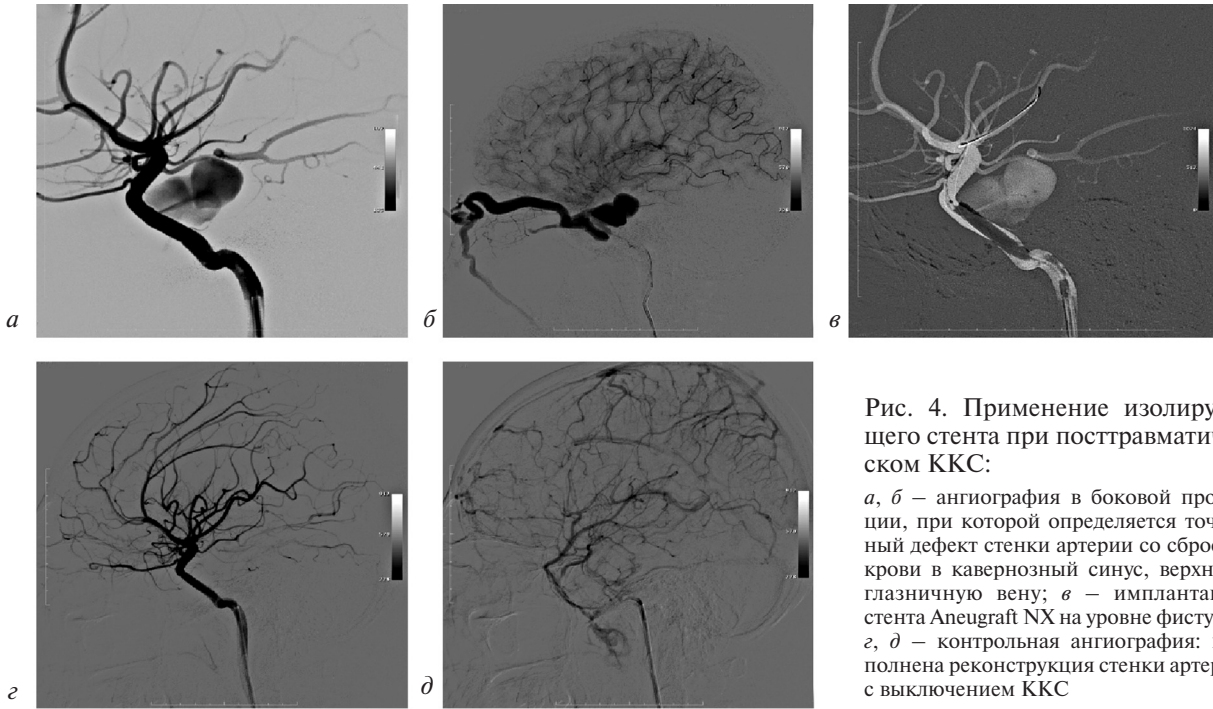 а
б
в
г
д
Рис. 4. Применение изолиру
щего стента при посттравмати
ском ККС:
а, б – ангиография в боковой про
ции, при которой определяется точ
ный дефект стенки артерии со сброс
крови в кавернозный синус, верхн
глазничную вену; в – имплантац
стента Aneugraft NX на уровне фисту
г, д – контрольная ангиография:
полнена реконструкция стенки артер
с выключением ККС